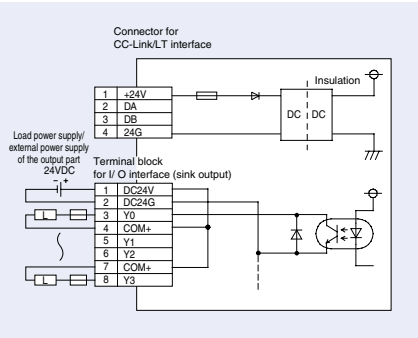 Connector for
CC-Link/LT interface
Insulation
1 +24V
2 DA
3 DB
4 24G
DC DC
Load power supply/
external power supply
of the output part
24VDC
- +
Terminal block
for I/ O interface (sink output)
1 DC24V
2 DC24G
3 Y0
4 COM+
5 Y1
6 Y2
7 COM+
8 Y3
L
L